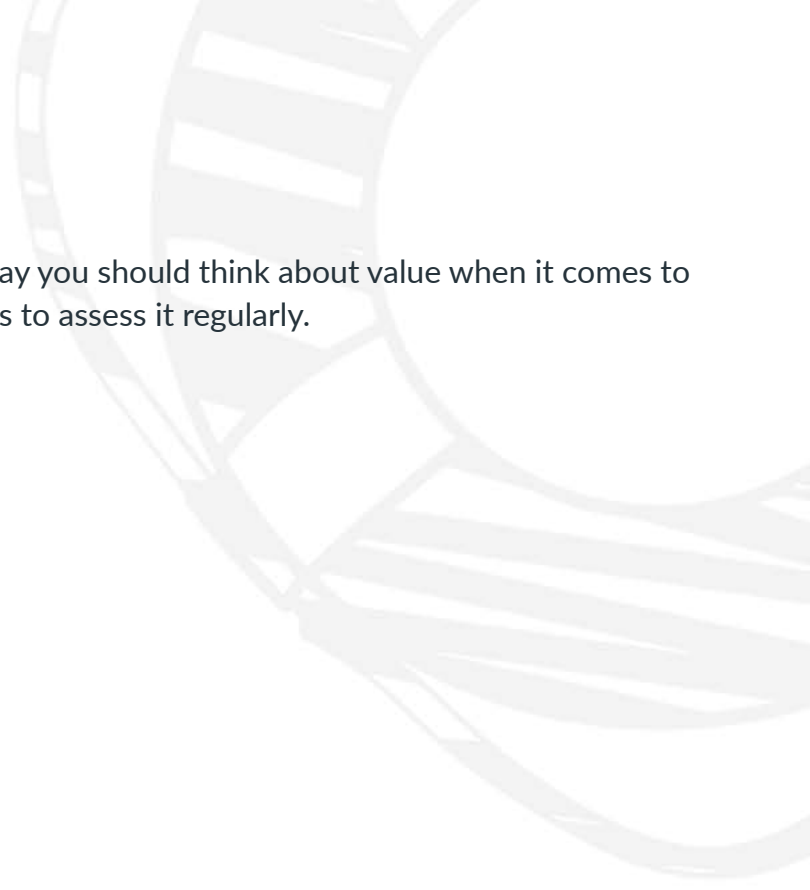 ay you should think about value when it comes to
s to assess it regularly.